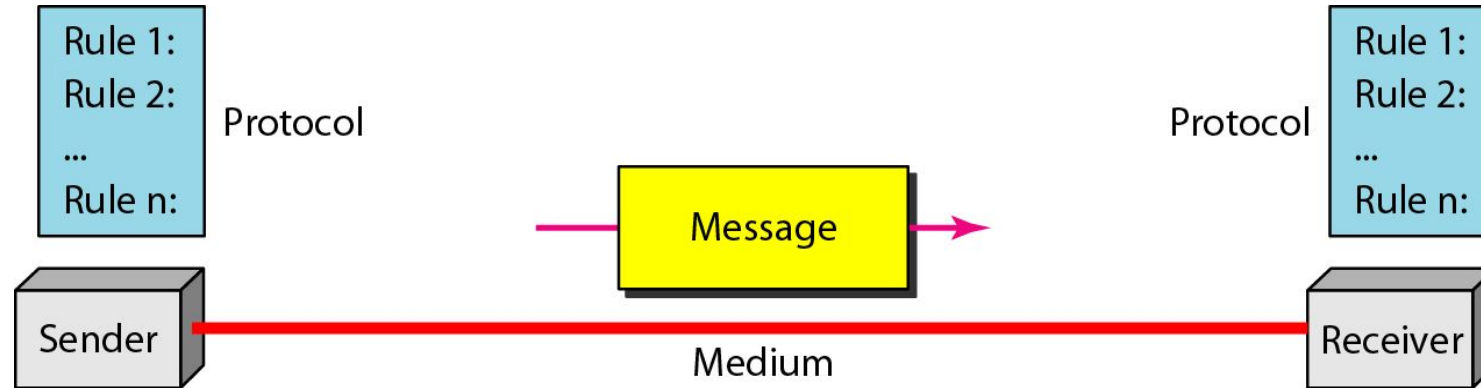 Rule 1:
Rule 2:
...
Rule n:
Protocol
Protocol
Rule 1:
Rule 2:
...
Rule n:
Message
Sender
Medium
Receiver